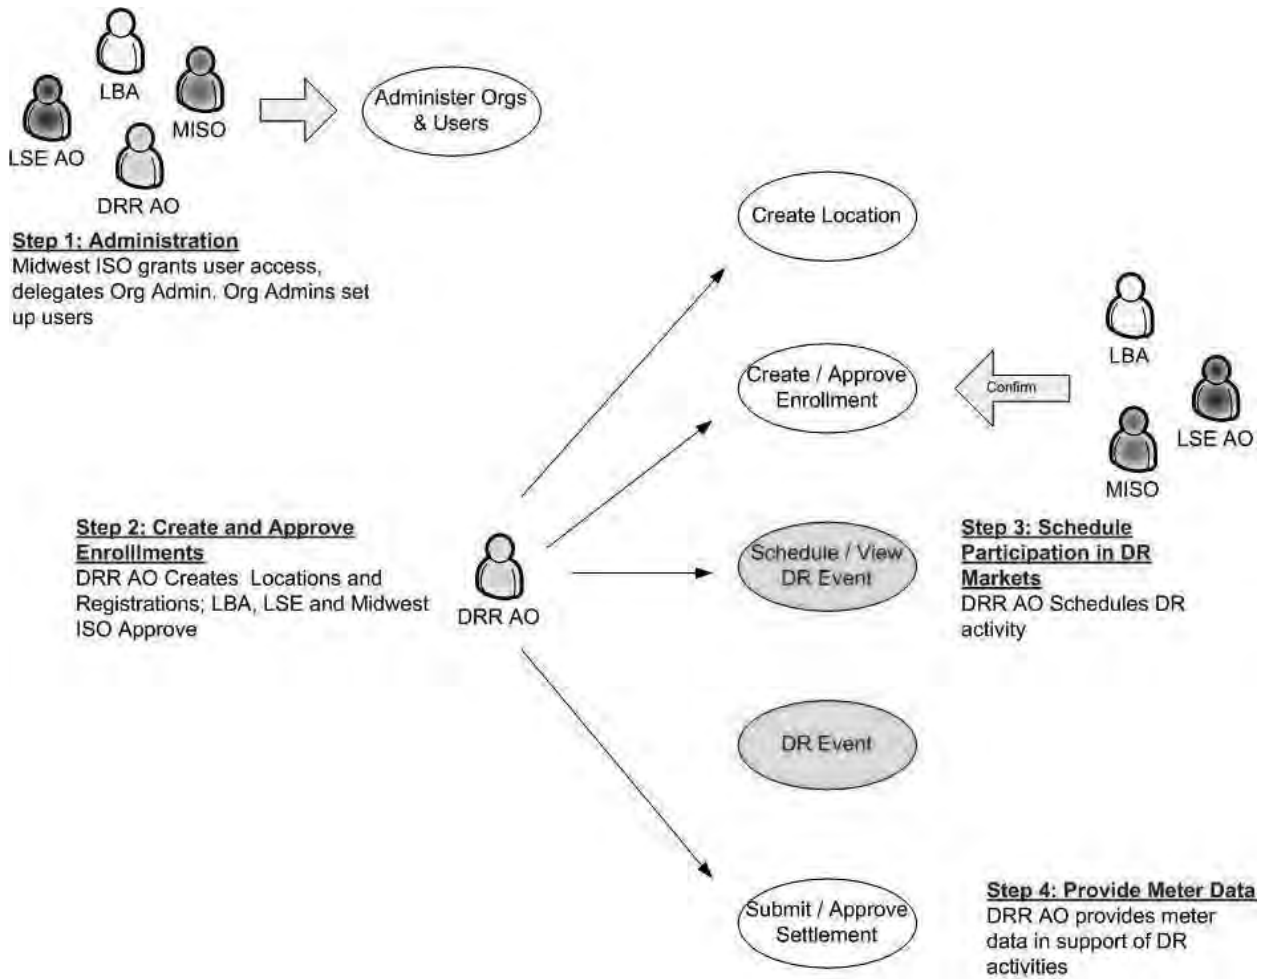 LBA
MISO
LSE AO
DRR AO
Administer Orgs
& Users
Step 1: Administration
Midwest ISO grants user access,
delegates Org Admin. Org Admins set
up users
Create Location
Create / Approve
Enrollment
Confirm
LBA
LSE AO
MISO
Step 2: Create and Approve
Enrolllments
DRR AO Creates Locations and
Registrations; LBA, LSE and Midwest
ISO Approve
DRR AO
Schedule / View
DR Event
Step 3: Schedule
Participation in DR
Markets
DRR AO Schedules DR
activity
DR Event
Submit / Approve
Settlement
Step 4: Provide Meter Data
DRR AO provides meter
data in support of DR
activities